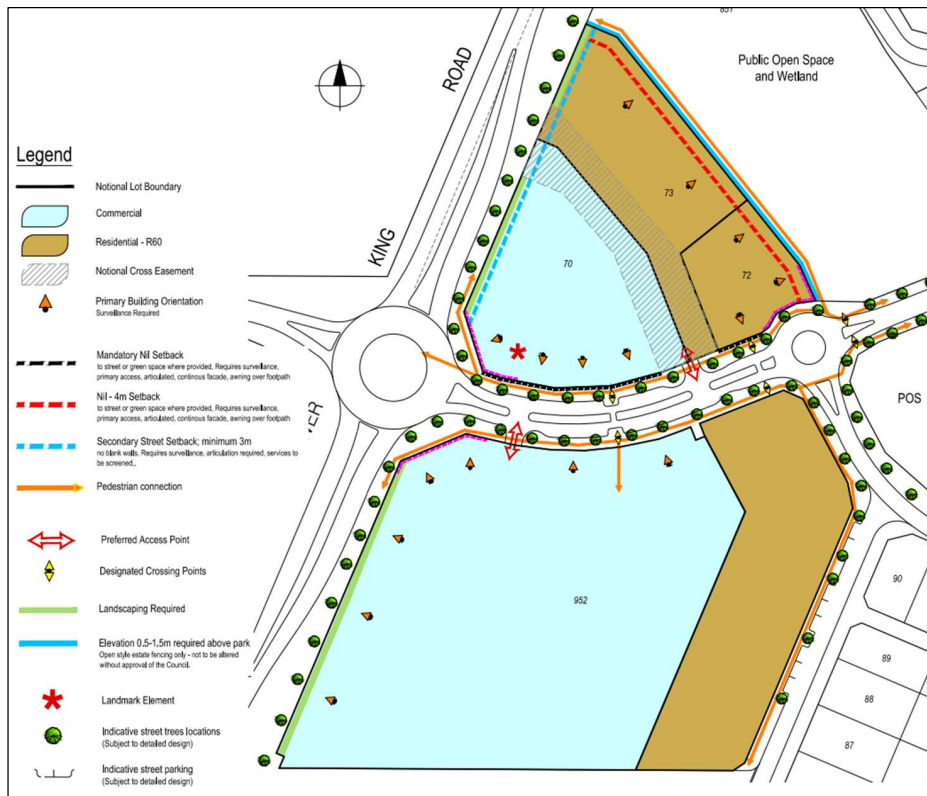 851
Public Open Space
and Wetland
ROAD
KING
Legend
Notional Lot Boundary
Commercial
Residential - R60
Notional Cross Easement
Primary Building Orientation
Surveillance Required
Mandatory Nil Setback
to street or green space where provided, Requires surveillance,
primary access, articulated, continous facade, awning over footpath
Nil - 4m Setback
to street or green space where provided, Requires surveillance,
primary access, articulated, continous facade, awning over footpath
Secondary Street Setback; minimum 3m
no blank walls, Requires surveillance, articulation required, services to
be screened,.
Pedestrian connection
Preferred Access Point
Designated Crossing Points
Landscaping Required
Elevation 0.5-1.5m required above park
Open style estate fencing only - not to be altered
without approval of the Council.
Landmark Element
Indicative street trees locations
(Subject to detailed design)
Indicative street parking
(Subject to detailed design)
73
70
72
POS
952
90
89
88
87